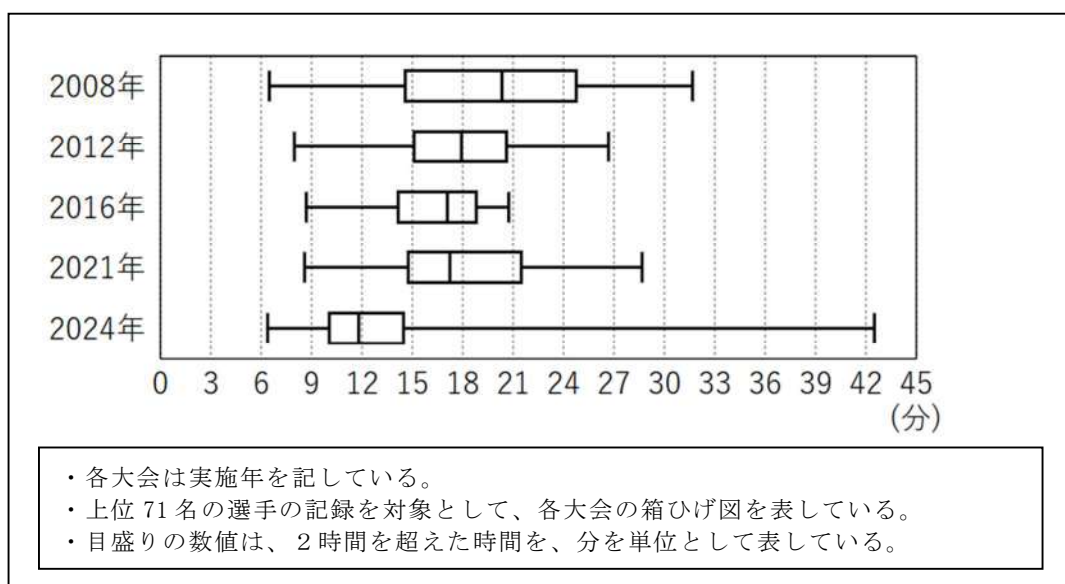 2008年
2012年
2016年
2021年
2024年
0 3 6 9 12 15 18 21 24 27 30 33 36 39 42 45
(分)
・各大会は実施年を記している。
・上位 71 名の選手の記録を対象として、各大会の箱ひげ図を表している。
・目盛りの数値は、２時間を超えた時間を、分を単位として表している。